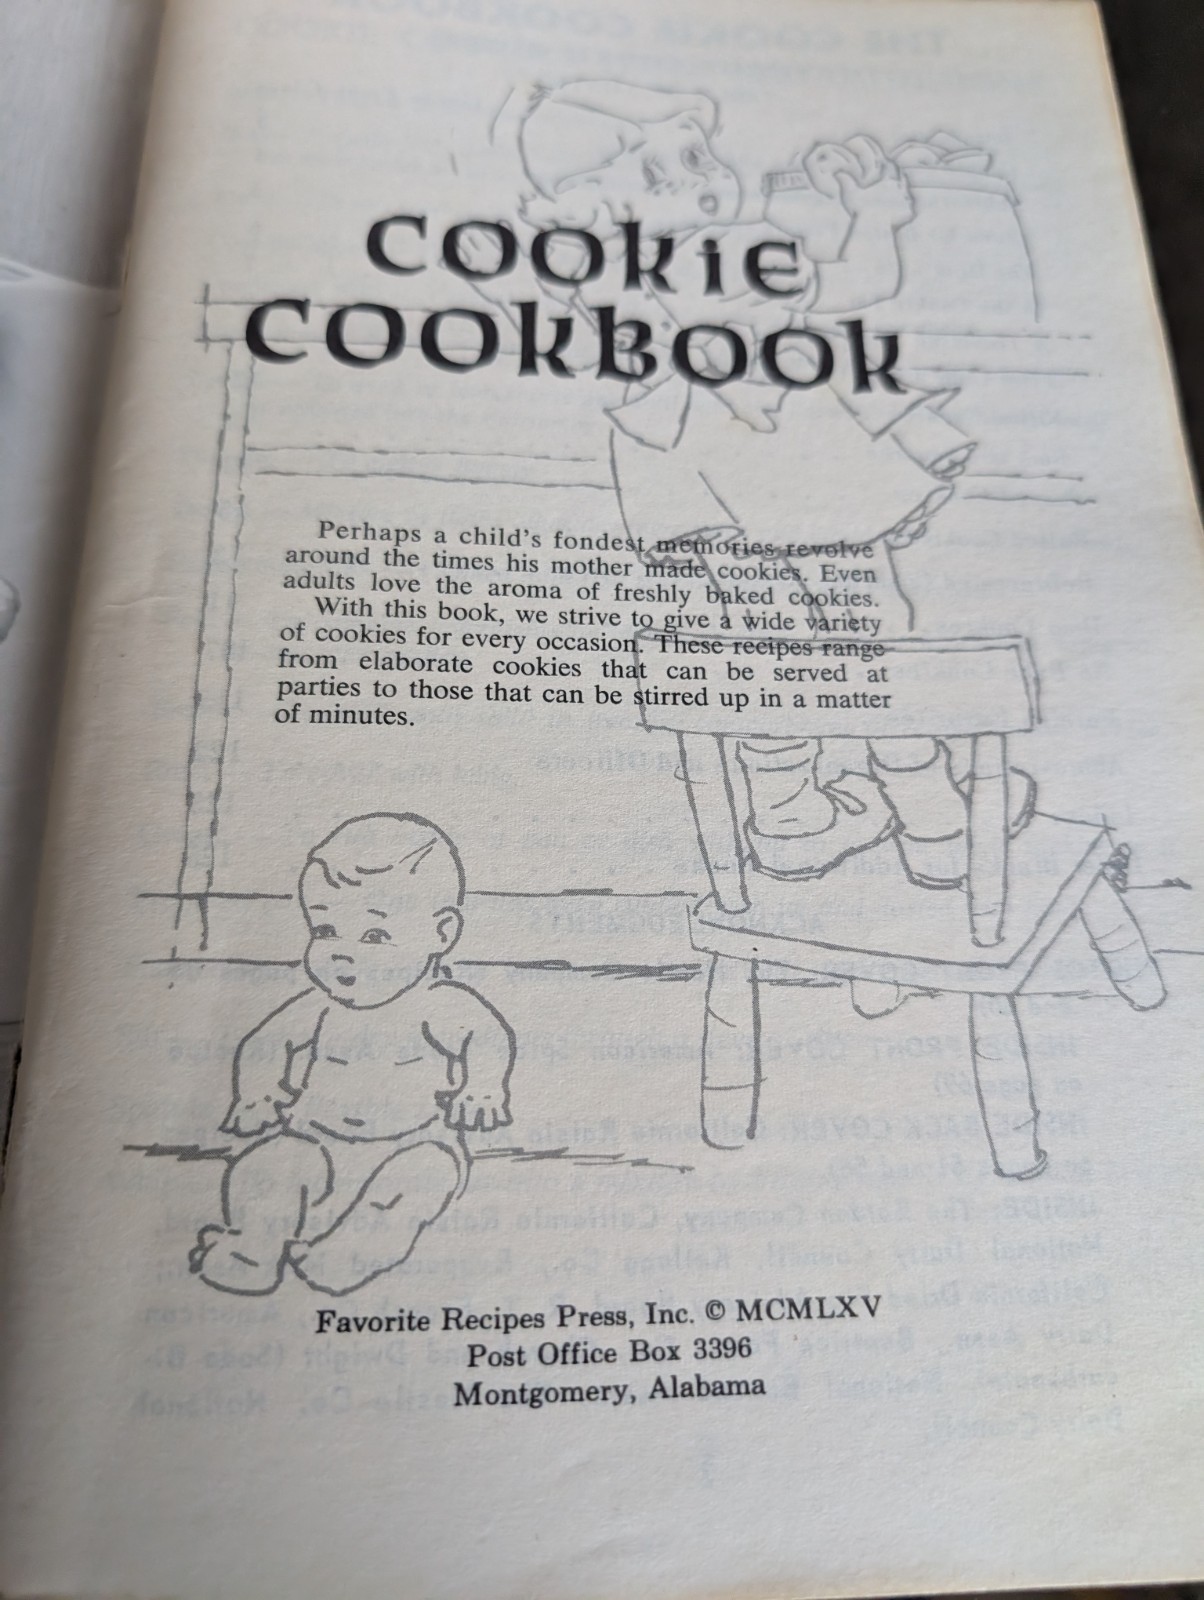 COOKIE
COOKBOOK
Perhaps a child's fondest memories revolve
around the times his mother made cookies. Even
adults love the aroma of freshly baked cookies.
With this book, we strive to give a wide variety
of cookies for every occasion. These recipes range
from elaborate cookies that can be served at
parties to those that can be stirred up in a matter
of minutes.
Favorite Recipes Press, Inc. © MCMLXV
Post Office Box 3396
Montgomery, Alabama